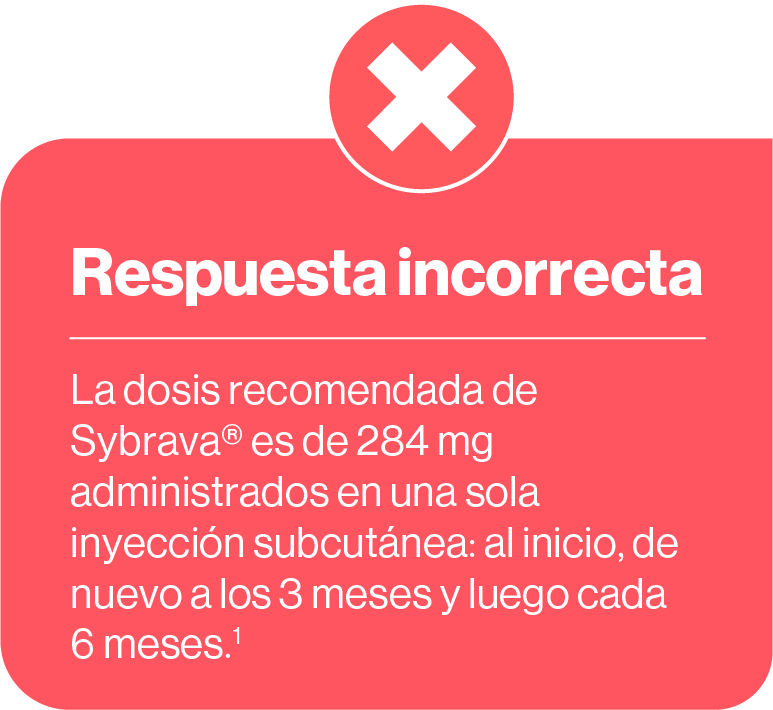 Respuesta incorrecta
La dosis recomendada de
Sybrava® es de 284 mg
administrados en una sola
inyección subcutánea: al inicio, de
nuevo a los 3 meses y luego cada
6 meses.¹